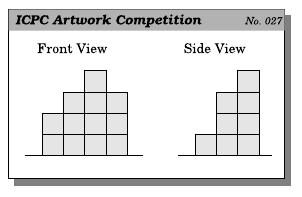 ICPC Artwork Competition No. 027
Front View Side View